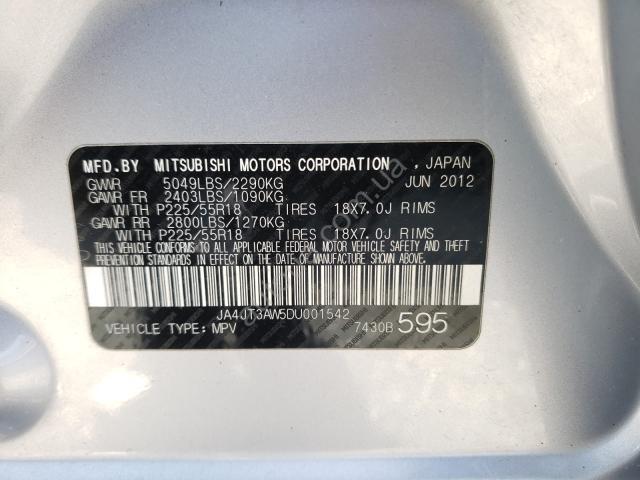 MFD.BY MITSUBISHI MOTORS CORPORATION , JAPAN
GWWR 5049LBS/2290KG JUN 2012
GAWR FR 2403LBS/1090KG
WITH P225/55R18 TIRES 18X7.0J RIMS
GAWR RR 2800LBS/1270KG
WITH P225/55R18 TIRES 18X7.0J RIMS
THIS VEHICLE CONFORMS TO ALL APPLICABLE FEDERAL MOTOR VEHICLE SAFETY AND THEFT
PREVENTION STANDARDS IN EFFECT ON THE DATE OF MANUFACTURE SHOWN ABOVE.
JA4JT3AW5DU001542
VEHICLE TYPE: MPV 7430B 595